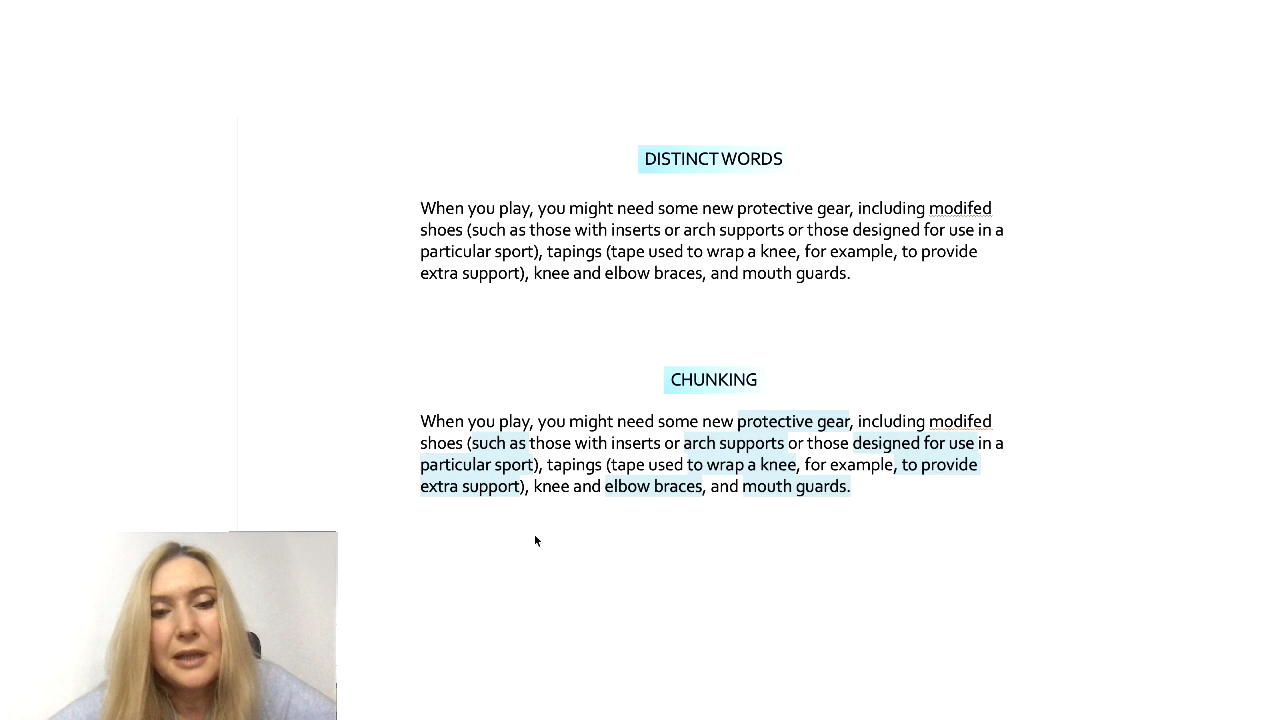 DISTINCT WORDS
When you play, you might need some new protective gear, including modifed
shoes (such as those with inserts or arch supports or those designed for use in a
particular sport), tapings (tape used to wrap a knee, for example, to provide
extra support), knee and elbow braces, and mouth guards.
CHUNKING
When you play, you might need some new protective gear, including modifed
shoes (such as those with inserts or arch supports or those designed for use in a
particular sport), tapings (tape used to wrap a knee, for example, to provide
extra support), knee and elbow braces, and mouth guards.